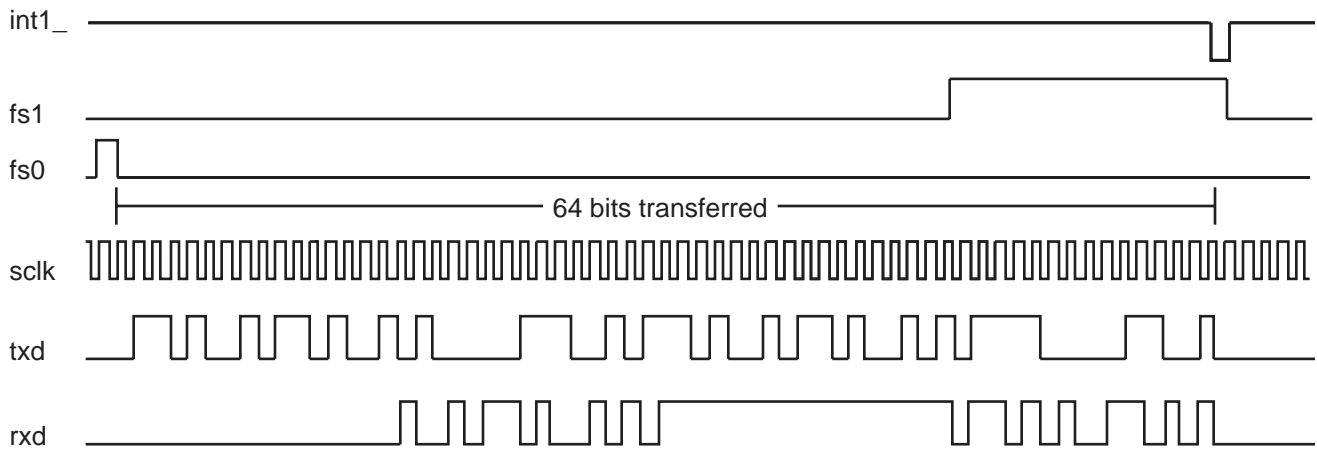 int1_
fs1
fs0
64 bits transferred
sclk
txd
rxd